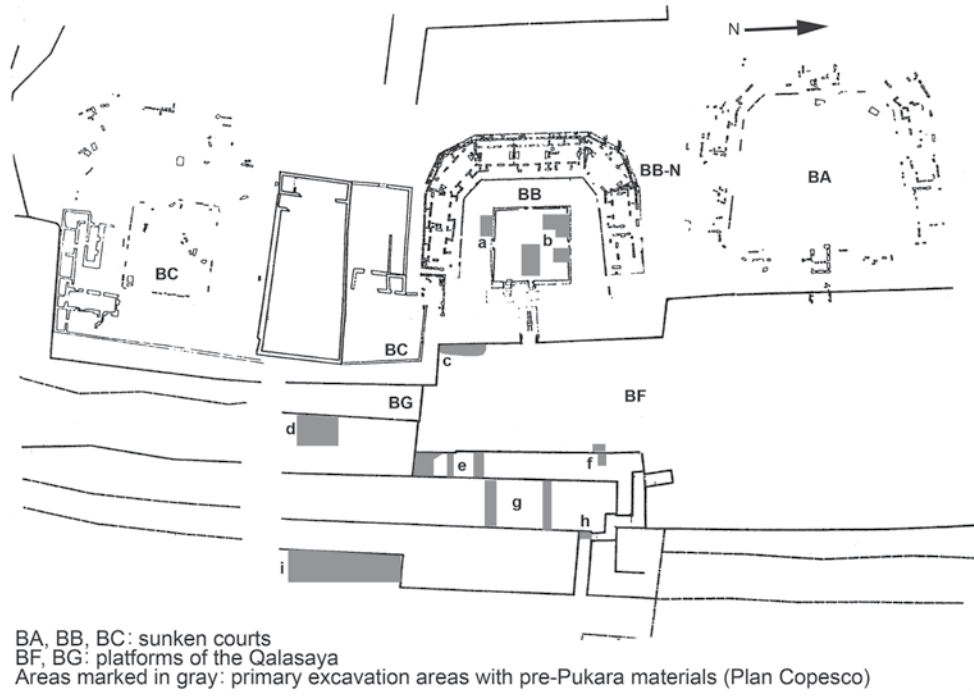 N
BB-N
BA
BB
a
b
BC
BC
c
BG
BF
d
e
f
g
h
i
BA, BB, BC: sunken courts
BF, BG: platforms of the Qalasaya
Areas marked in gray: primary excavation areas with pre-Pukara materials (Plan Copesco)